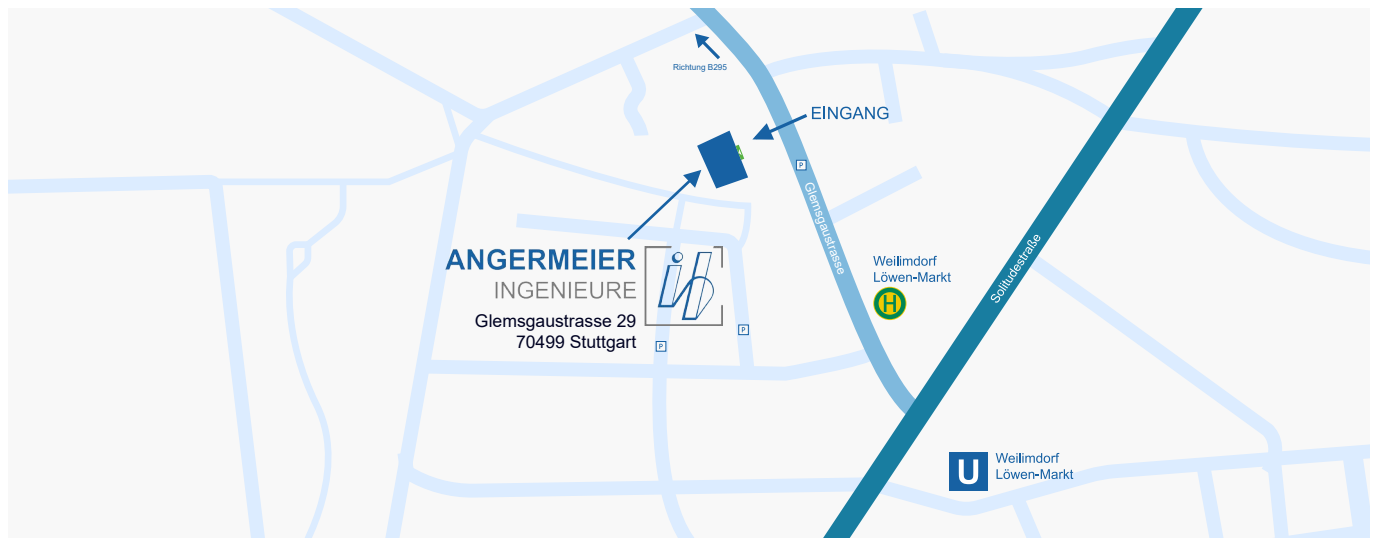 Richtung B295
EINGANG
P
Glemsgaustrasse
ANGERMEIER
INGENIEURE
Glemsgaustrasse 29
70499 Stuttgart
P
P
Weilimdorf
Löwen-Markt
H
Solitudestraße
U
Weilimdorf
Löwen-Markt